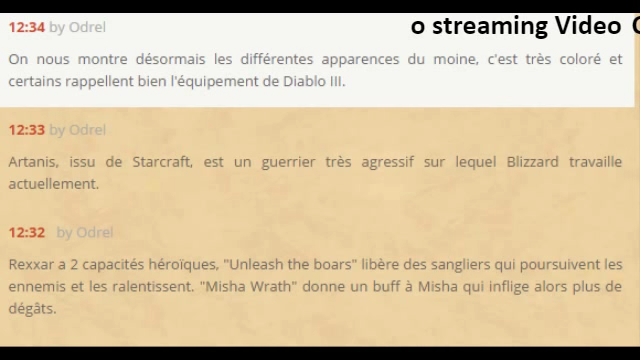 o streaming Video
12:34 by Odrel
On nous montre désormais les différentes apparences du moine, c'est très coloré et
certains rappellent bien l'équipement de Diablo III.
12:33 by Odrel
Artanis, issu de Starcraft, est un guerrier très agressif sur lequel Blizzard travaille
actuellement.
12:32 by Odrel
Rexxar a 2 capacités héroïques, "Unleash the boars" libère des sangliers qui poursuivent les
ennemis et les ralentissent. "Misha Wrath" donne un buff à Misha qui inflige alors plus de
dégâts.